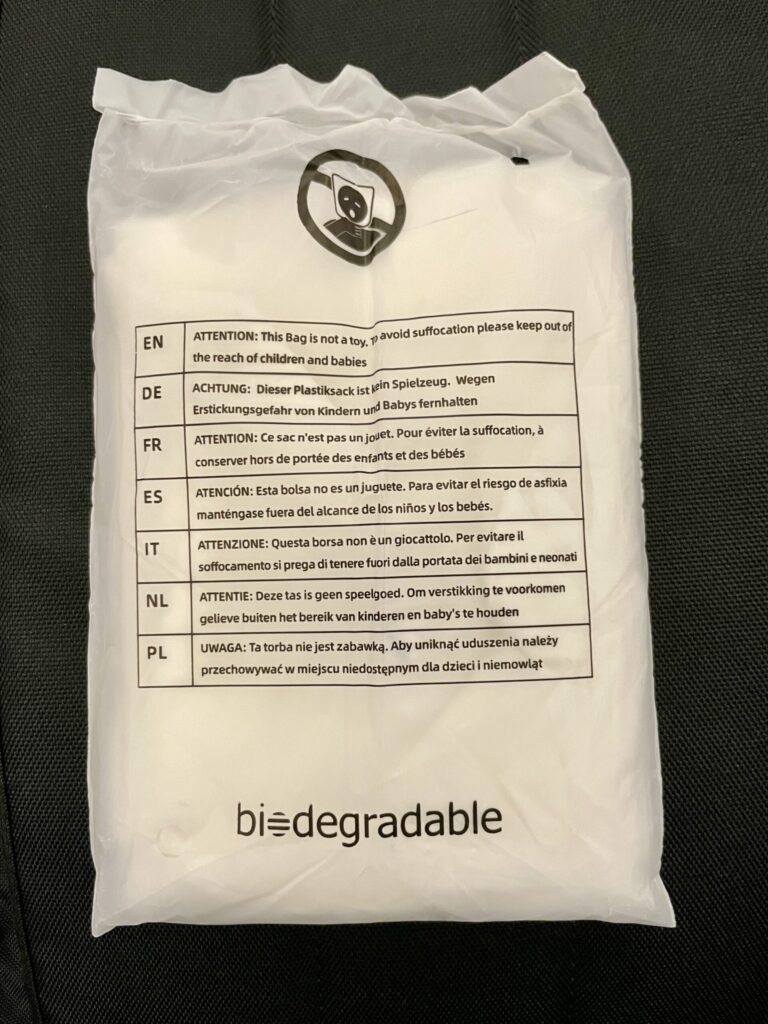 EN
ATTENTION: This Bag is not a toy. To avoid suffocation please keep out of
the reach of children and babies
DE
ACHTUNG: Dieser Plastiksack ist kein Spielzeug. Wegen
Erstickungsgefahr von Kindern und Babys fernhalten
FR
ATTENTION: Ce sac n'est pas un jouet. Pour éviter la suffocation, à
conserver hors de portée des enfants et des bébés
ES
ATENCIÓN: Esta bolsa no es un juguete. Para evitar el riesgo de asfixia
manténgase fuera del alcance de los niños y los bebés.
IT
ATTENZIONE: Questa borsa non è un giocattolo. Per evitare il
soffocamento si prega di tenere fuori dalla portata dei bambini e neonati
NL
ATTENTIE: Deze tas is geen speelgoed. Om verstikking te voorkomen
gelieve buiten het bereik van kinderen en baby's te houden
PL
UWAGA: Ta torba nie jest zabawką. Aby uniknąć uduszenia należy
przechowywać w miejscu niedostępnym dla dzieci i niemowląt
biodegradable